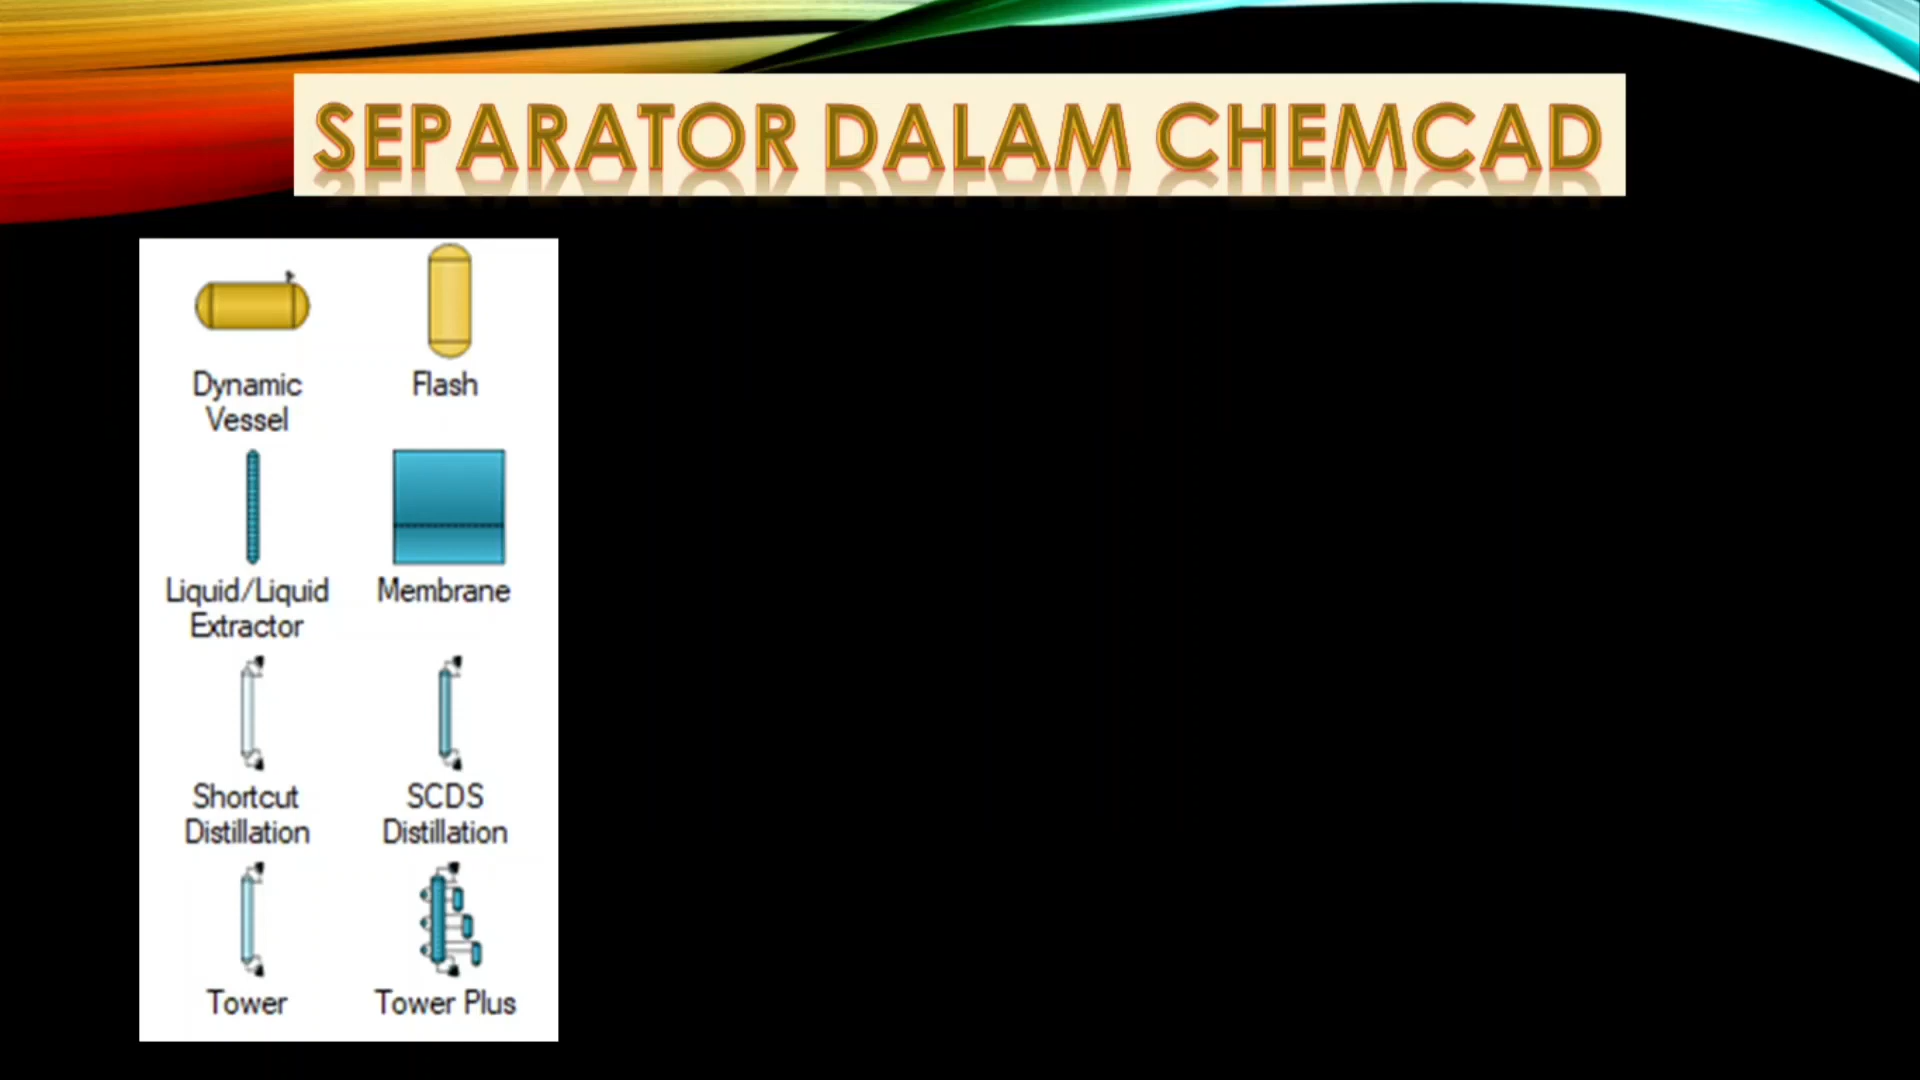 SEPARATOR DALAM CHEMCAD
Dynamic
Vessel
Flash
Liquid/Liquid
Extractor
Membrane
Shortcut
Distillation
SCDS
Distillation
Tower
Tower Plus